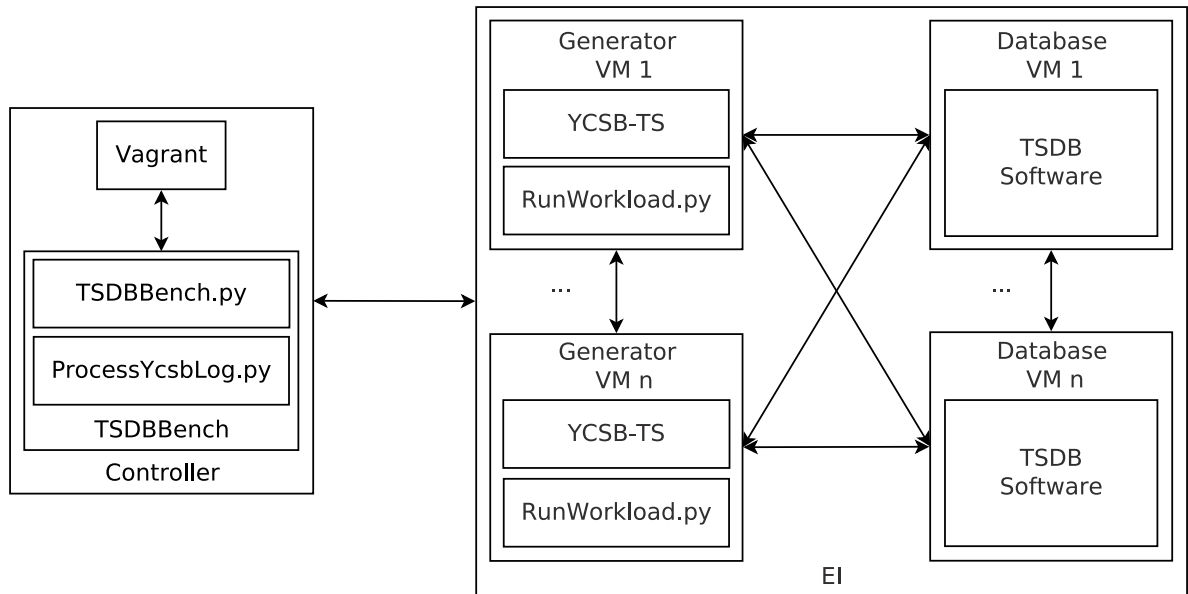 Vagrant
TSDBBench.py
ProcessYcsbLog.py
TSDBBench
Controller
Generator
VM 1
YCSB-TS
RunWorkload.py
...
Generator
VM n
YCSB-TS
RunWorkload.py
Database
VM 1
TSDB
Software
...
Database
VM n
TSDB
Software
EI